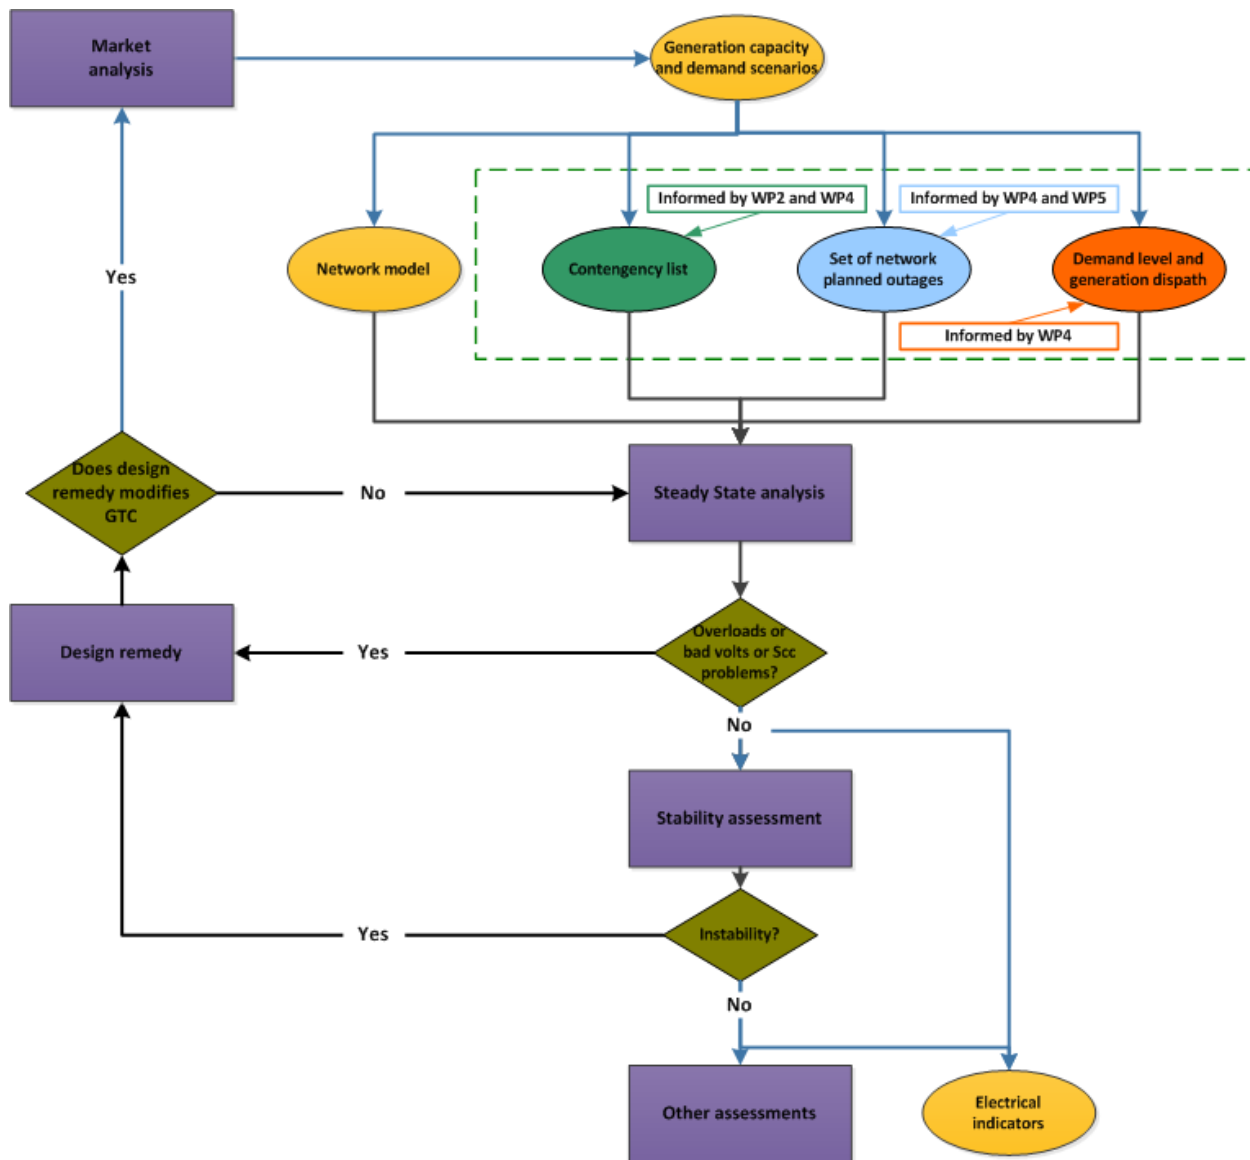 Market
analysis
Generation capacity
and demand scenarios
Informed by WP2 and WP4
Informed by WP4 and WP5
Network model
Contengency list
Set of network
planned outages
Demand level and
generation dispath
Informed by WP4
Yes
Does design
remedy modifies
GTC
No
Steady State analysis
Design remedy
Yes
Overloads or
bad volts or Scc
problems?
No
Stability assessment
Yes
Instability?
No
Other assessments
Electrical
indicators